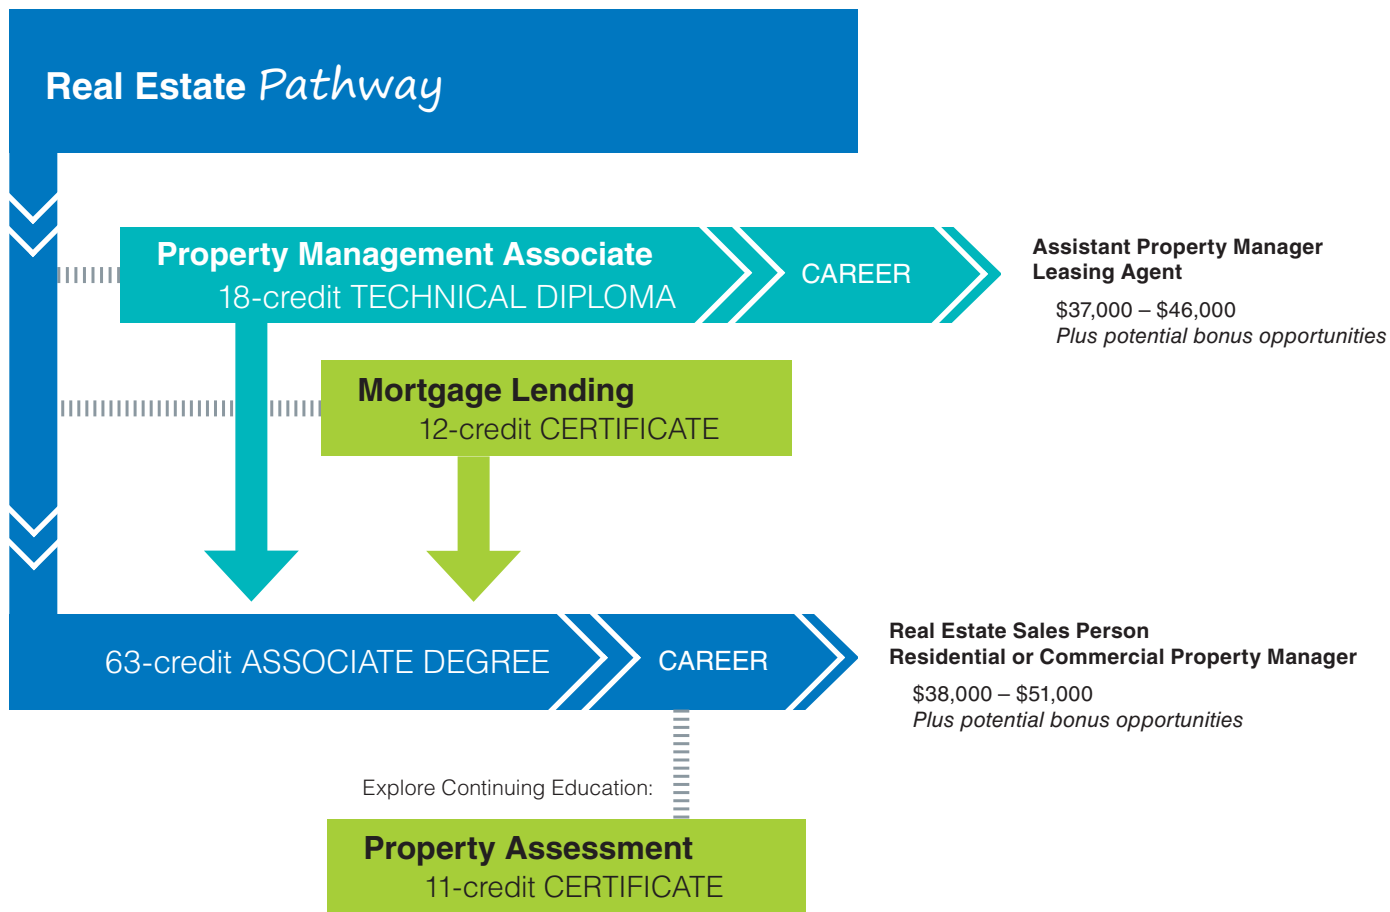 Real Estate Pathway
Property Management Associate
18-credit TECHNICAL DIPLOMA
CAREER
Assistant Property Manager
Leasing Agent
$37,000 – $46,000
Plus potential bonus opportunities
Mortgage Lending
12-credit CERTIFICATE
63-credit ASSOCIATE DEGREE
CAREER
Real Estate Sales Person
Residential or Commercial Property Manager
$38,000 – $51,000
Plus potential bonus opportunities
Explore Continuing Education:
Property Assessment
11-credit CERTIFICATE